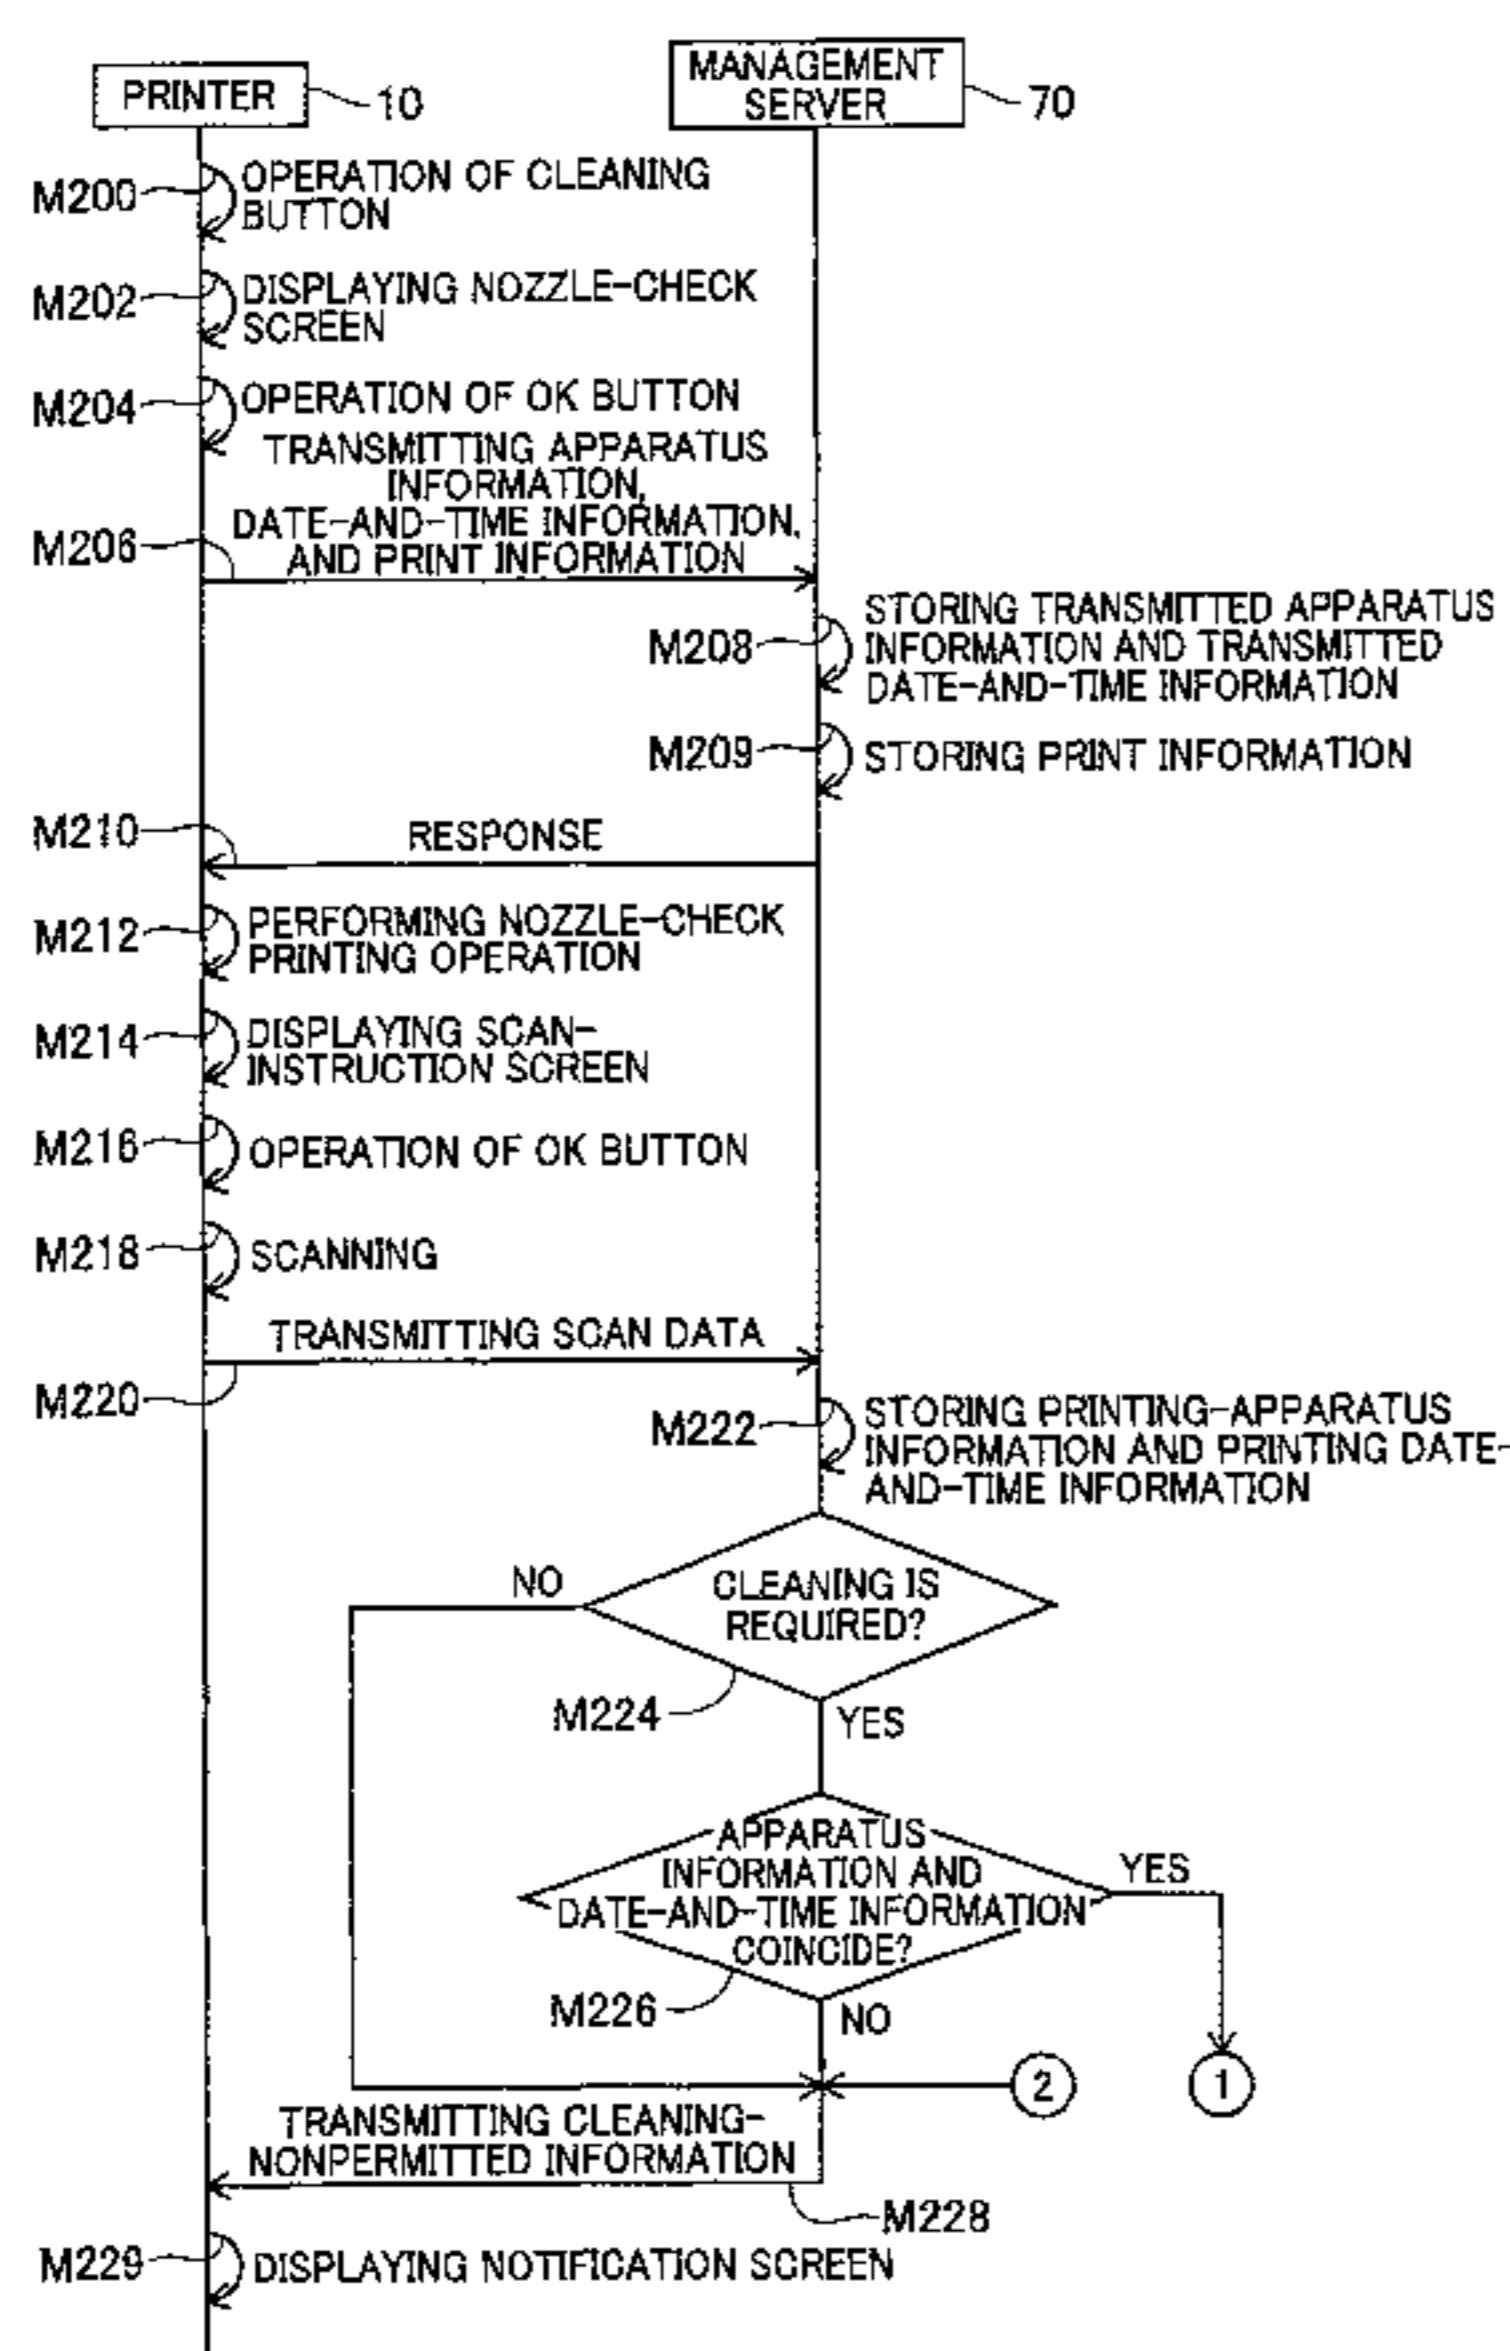 PRINTER
10
MANAGEMENT
SERVER
70
M200
OPERATION OF CLEANING
BUTTON
M202
DISPLAYING NOZZLE-CHECK
SCREEN
M204
OPERATION OF OK BUTTON
TRANSMITTING APPARATUS
INFORMATION,
DATE-AND-TIME INFORMATION,
AND PRINT INFORMATION
M206
STORING TRANSMITTED APPARATUS
INFORMATION AND TRANSMITTED
DATE-AND-TIME INFORMATION
M208
M209
STORING PRINT INFORMATION
M210
RESPONSE
M212
PERFORMING NOZZLE-CHECK
PRINTING OPERATION
M214
DISPLAYING SCAN-
INSTRUCTION SCREEN
M216
OPERATION OF OK BUTTON
M218
SCANNING
TRANSMITTING SCAN DATA
M220
M222
STORING PRINTING-APPARATUS
INFORMATION AND PRINTING DATE-
AND-TIME INFORMATION
NO
CLEANING IS
REQUIRED?
M224
YES
APPARATUS
INFORMATION AND
DATE-AND-TIME INFORMATION
COINCIDE?
YES
M226
NO
2
1
TRANSMITTING CLEANING-
NONPERMITTED INFORMATION
M228
M229
DISPLAYING NOTIFICATION SCREEN